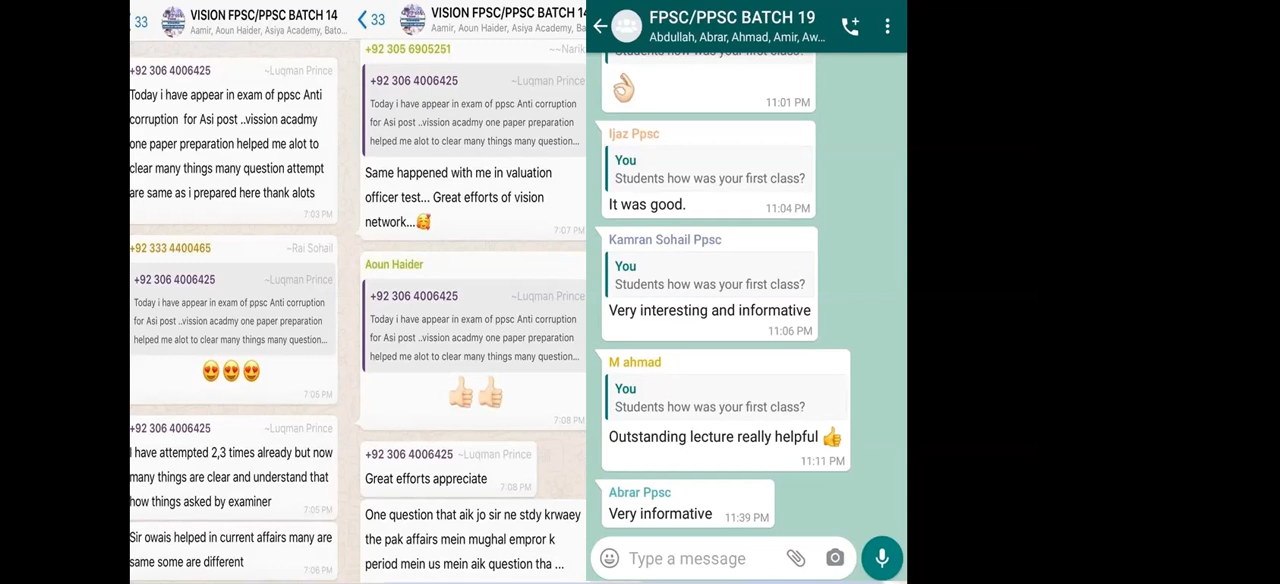 33
VISION FPSC/PPSC BATCH 14
Aamir, Aoun Haider, Asiya Academy, Bato...
+92 306 4006425 ~Luqman Prince
Today i have appear in exam of ppsc Anti
corruption for Asi post ..vission acadmy
one paper preparation helped me alot to
clear many things many question attempt
are same as i prepared here thank alots
7:03 PM
+92 333 4400465 ~Rai Sohail
+92 306 4006425 ~Luqman Prince
Today i have appear in exam of ppsc Anti corruption
for Asi post ..vission acadmy one paper preparation
helped me alot to clear many things many question...
😍😍😍
7:05 PM
+92 306 4006425 ~Luqman Prince
I have attempted 2,3 times already but now
many things are clear and understand that
how things asked by examiner
7:05 PM
Sir owais helped in current affairs many are
same some are different
7:06 PM
33
VISION FPSC/PPSC BATCH 14
Aamir, Aoun Haider, Asiya Academy, Bato...
+92 305 6905251 ~~Narik
+92 306 4006425 ~Luqman Prince
Today i have appear in exam of ppsc Anti corruption
for Asi post ..vission acadmy one paper preparation
helped me alot to clear many things many question...
Same happened with me in valuation
officer test... Great efforts of vision
network...🥰
7:07 PM
Aoun Haider
+92 306 4006425 ~Luqman Prince
Today i have appear in exam of ppsc Anti corruption
for Asi post ..vission acadmy one paper preparation
helped me alot to clear many things many question...
👍🏻👍🏻
7:08 PM
+92 306 4006425 ~Luqman Prince
Great efforts appreciate
7:08 PM
One question that aik jo sir ne stdy krwaey
the pak affairs mein mughal empror k
period mein us mein aik question tha ...
FPSC/PPSC BATCH 19
Abdullah, Abrar, Ahmad, Amir, Aw...
Students how was your first class?
👌🏻
11:01 PM
Ijaz Ppsc
You
Students how was your first class?
It was good. 11:04 PM
Kamran Sohail Ppsc
You
Students how was your first class?
Very interesting and informative
11:06 PM
M ahmad
You
Students how was your first class?
Outstanding lecture really helpful 👍
11:11 PM
Abrar Ppsc
Very informative 11:39 PM
Type a message